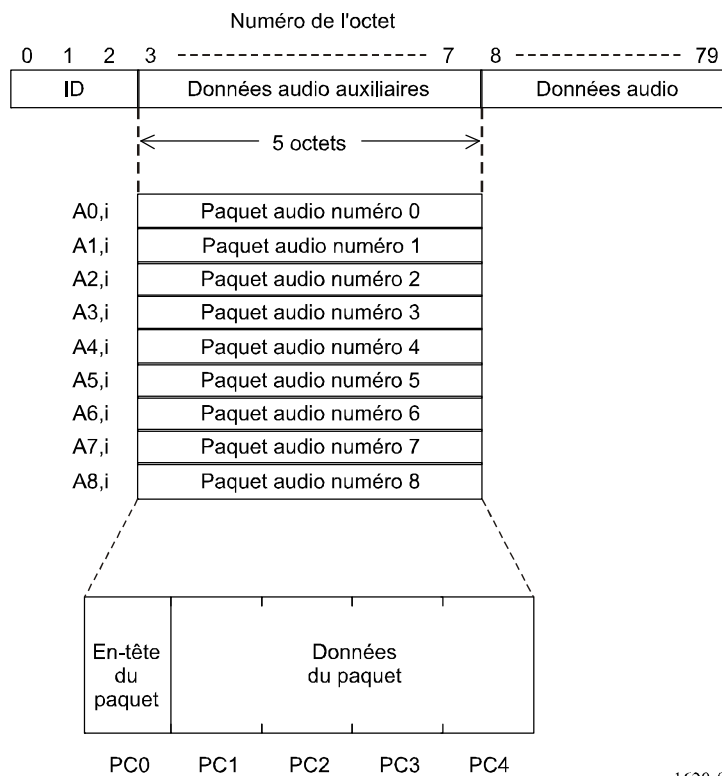 Numéro de l'octet
0 1 2 3 7 8 79
ID Données audio auxiliaires Données audio
5 octets
A0,i Paquet audio numéro 0
A1,i Paquet audio numéro 1
A2,i Paquet audio numéro 2
A3,i Paquet audio numéro 3
A4,i Paquet audio numéro 4
A5,i Paquet audio numéro 5
A6,i Paquet audio numéro 6
A7,i Paquet audio numéro 7
A8,i Paquet audio numéro 8
En-tête
du
paquet
Données
du paquet
PC0 PC1 PC2 PC3 PC4